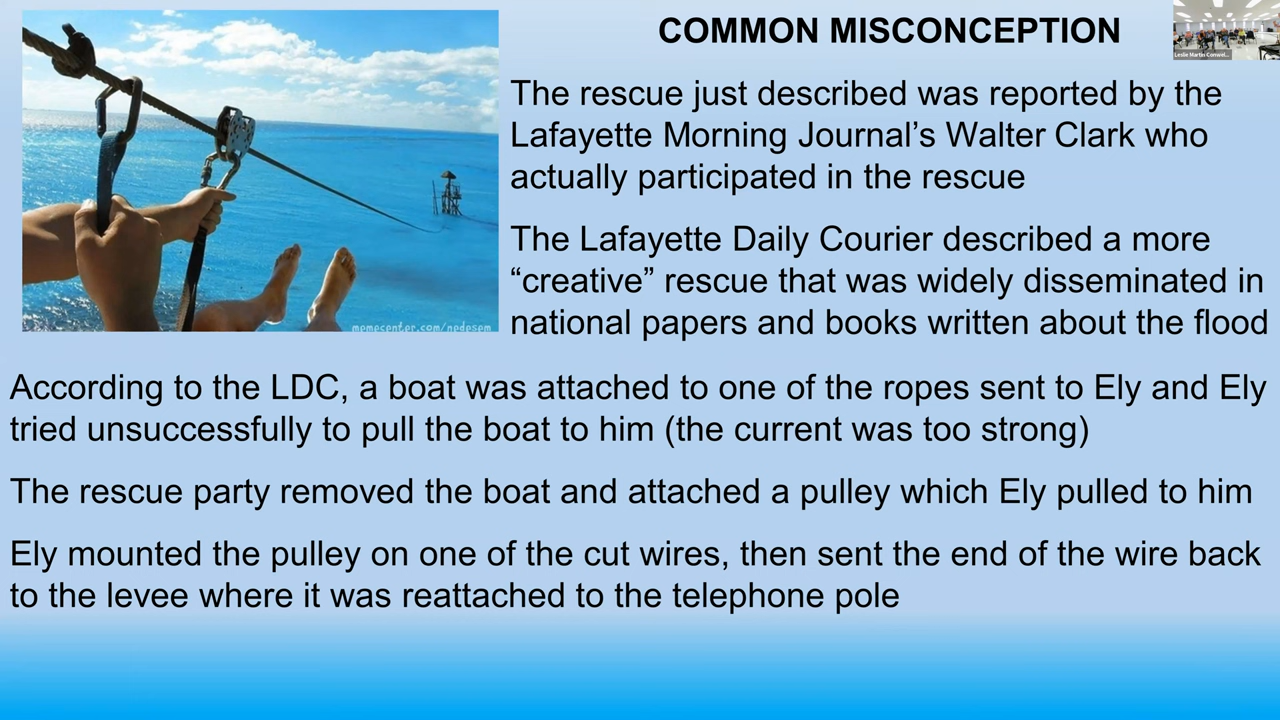 COMMON MISCONCEPTION
Leslie Martin Conwel...
The rescue just described was reported by the
Lafayette Morning Journal’s Walter Clark who
actually participated in the rescue
The Lafayette Daily Courier described a more
“creative” rescue that was widely disseminated in
national papers and books written about the flood
memecenter.com/nedesem
According to the LDC, a boat was attached to one of the ropes sent to Ely and Ely
tried unsuccessfully to pull the boat to him (the current was too strong)
The rescue party removed the boat and attached a pulley which Ely pulled to him
Ely mounted the pulley on one of the cut wires, then sent the end of the wire back
to the levee where it was reattached to the telephone pole